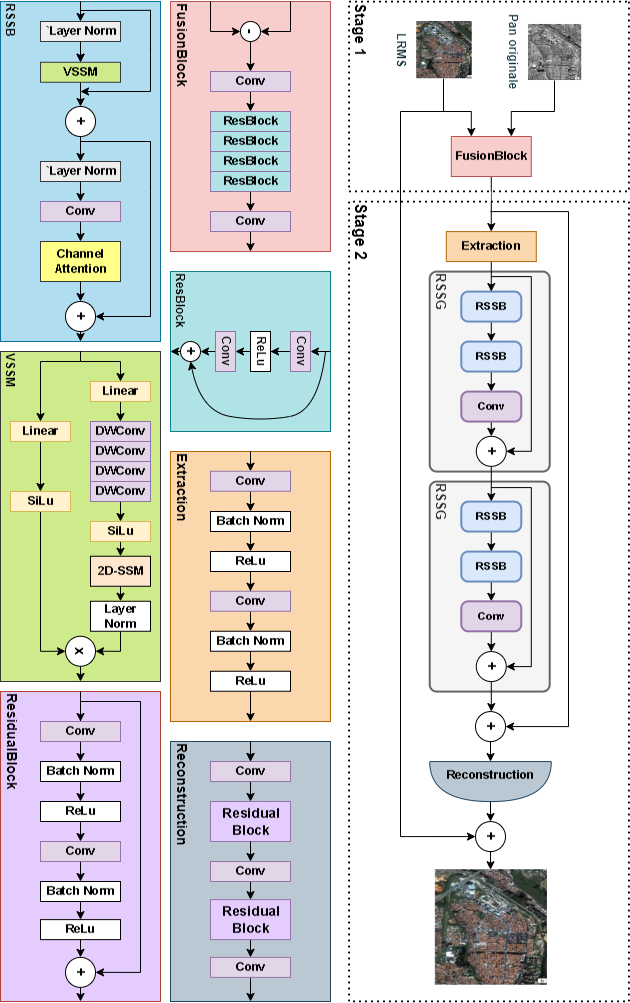 RSSB
`Layer Norm
VSSM
+
`Layer Norm
Conv
Channel
Attention
+
FusionBlock
-
Conv
ResBlock
ResBlock
ResBlock
ResBlock
Conv
ResBlock
Conv
ReLu
Conv
+
Stage 1
LRMS
Pan originale
FusionBlock
Stage 2
Extraction
RSSG
RSSB
RSSB
Conv
+
RSSG
RSSB
RSSB
Conv
+
+
Reconstruction
+
VSSM
Linear
Linear
DWConv
DWConv
DWConv
DWConv
SiLu
SiLu
2D-SSM
Layer
Norm
x
Extraction
Conv
Batch Norm
ReLu
Conv
Batch Norm
ReLu
ResidualBlock
Conv
Batch Norm
ReLu
Conv
Batch Norm
ReLu
+
Reconstruction
Conv
Residual
Block
Conv
Residual
Block
Conv